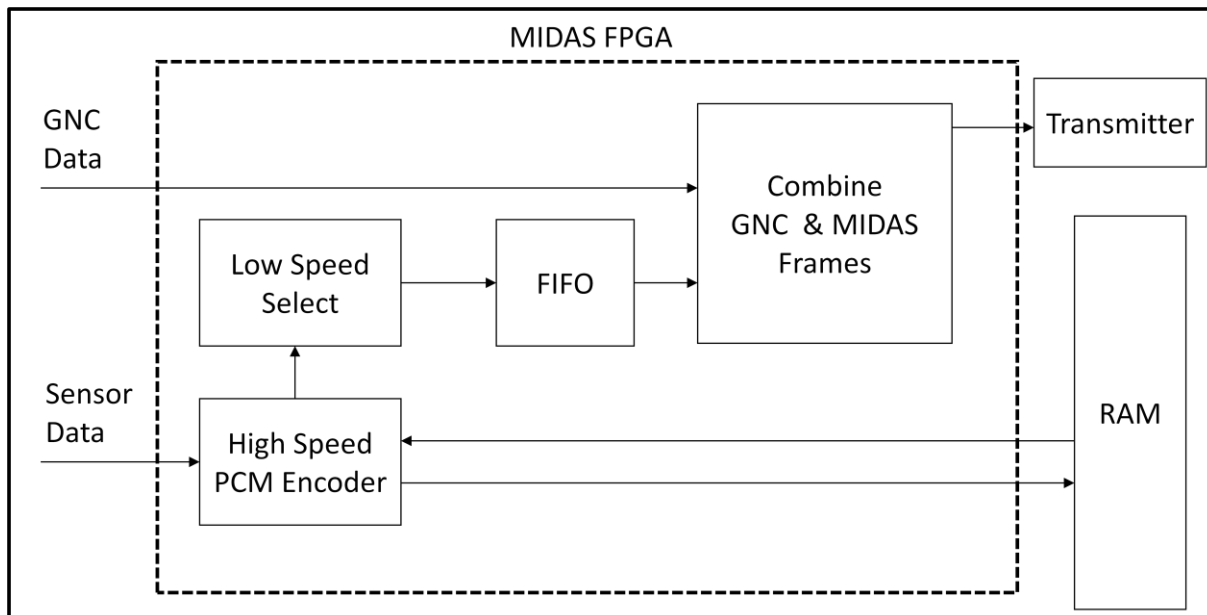 MIDAS FPGA
GNC
Data
Transmitter
Combine
GNC & MIDAS
Frames
Low Speed
Select
FIFO
Sensor
Data
High Speed
PCM Encoder
RAM